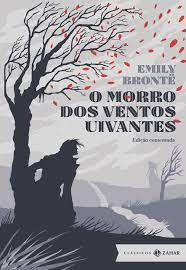 EMILY
BRONTË
O MORRO
DOS VENTOS
UIVANTES
Edição comentada
CLÁSSICOS ZAHAR